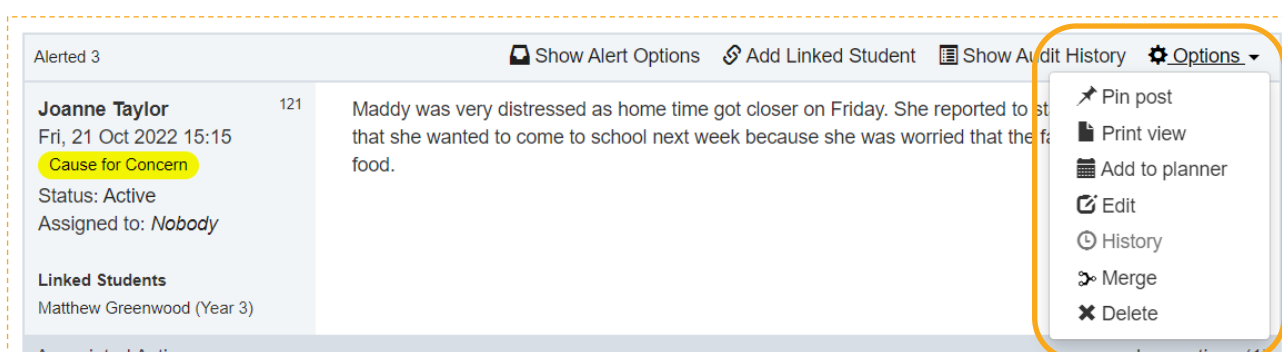 Alerted 3 Show Alert Options Add Linked Student Show Audit History Options
Joanne Taylor 121
Fri, 21 Oct 2022 15:15
Cause for Concern
Status: Active
Assigned to: Nobody
Linked Students
Matthew Greenwood (Year 3)
Maddy was very distressed as home time got closer on Friday. She reported to
that she wanted to come to school next week because she was worried that the
food.
Pin post
Print view
Add to planner
Edit
History
Merge
Delete